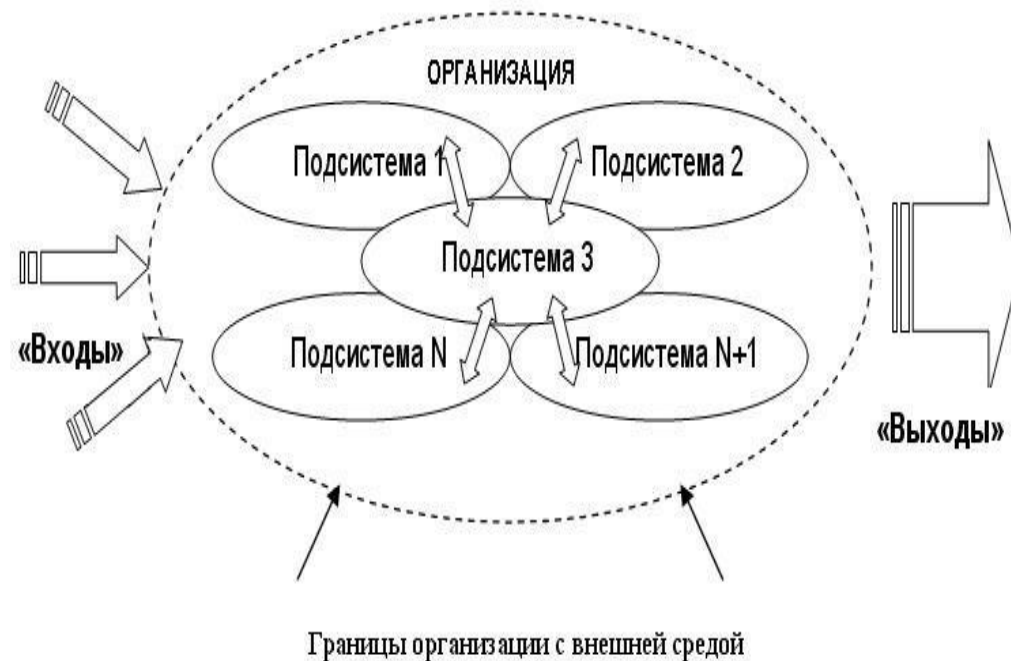 ОРГАНИЗАЦИЯ
Подсистема 1
Подсистема 2
Подсистема 3
«Входы»
Подсистема N
Подсистема N+1
«Выходы»
Границы организации с внешней средой